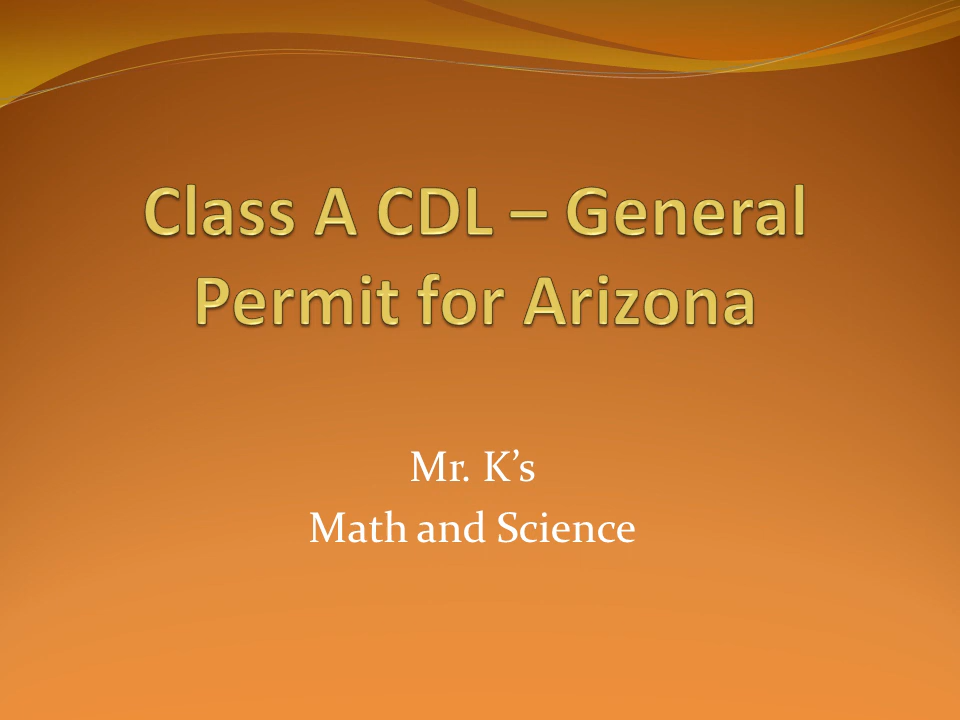 Class A CDL – General
Permit for Arizona
Mr. K’s
Math and Science